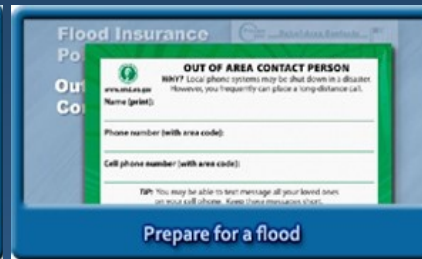 Flood Insurance
Po
Out
Co
OUT OF AREA CONTACT PERSON
WHY? Local phone systems may be shut down in a disaster.
However, you frequently can place a long-distance call.
Name (print):
Phone number (with area code):
Cell phone number (with area code):
TIP: You may be able to text message all your loved ones
on your cell phone. Keep these messages short.
Prepare for a flood